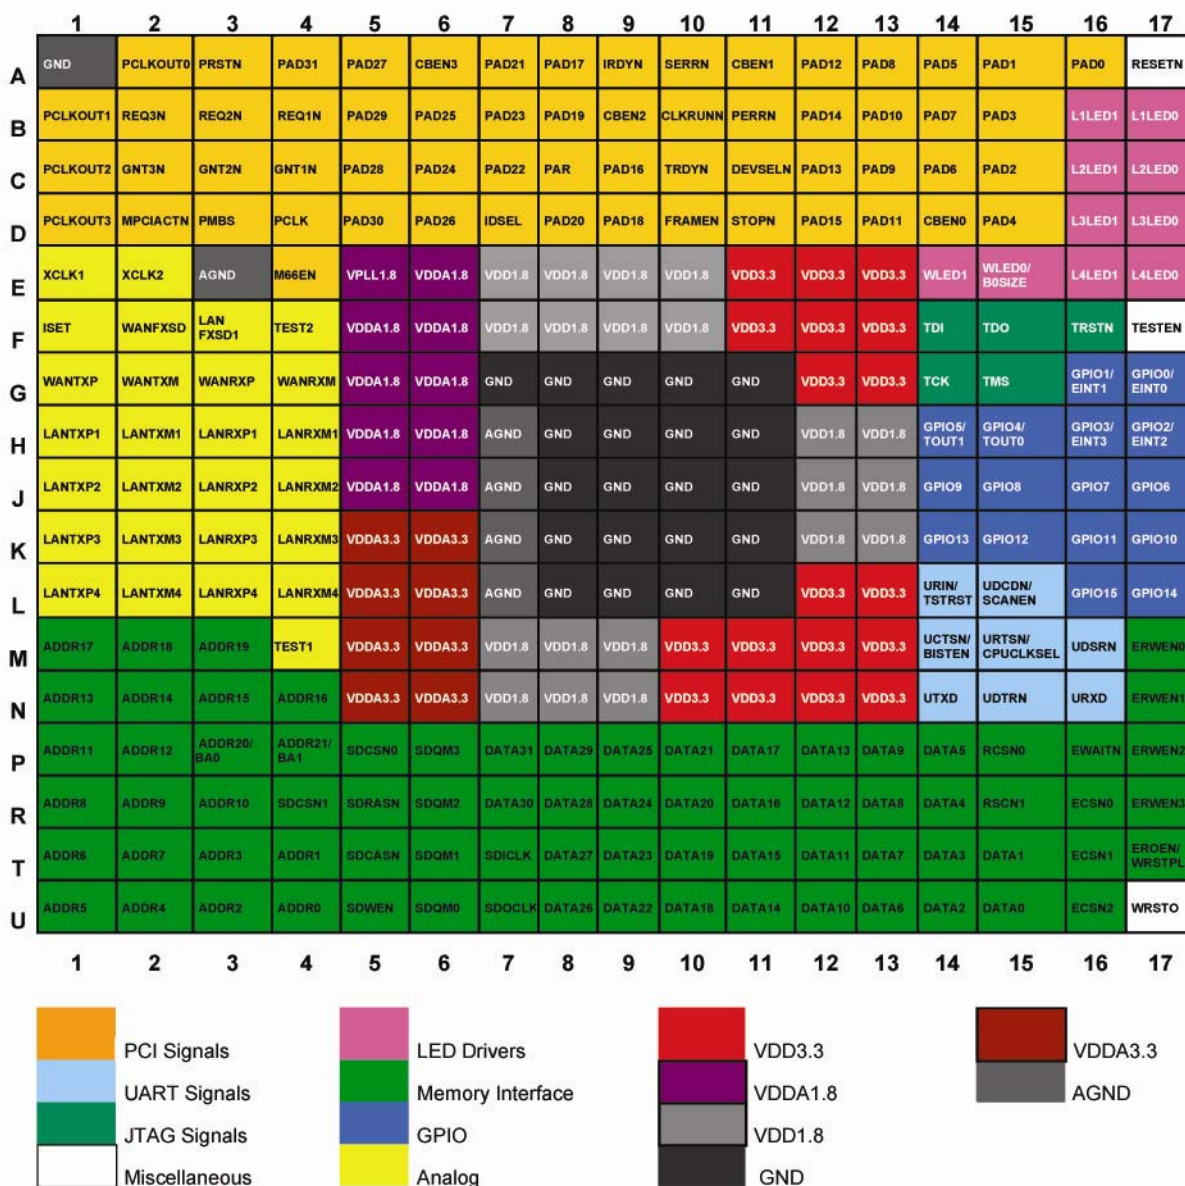 1 2 3 4 5 6 7 8 9 10 11 12 13 14 15 16 17
A GND PCLKOUT0 PRSTN PAD31 PAD27 CBEN3 PAD21 PAD17 IRDYN SERRN CBEN1 PAD12 PAD8 PAD5 PAD1 PAD0 RESETN
B PCLKOUT1 REQ3N REQ2N REQ1N PAD29 PAD25 PAD23 PAD19 CBEN2 CLKRUNN PERRN PAD14 PAD10 PAD7 PAD3 L1LED1 L1LED0
C PCLKOUT2 GNT3N GNT2N GNT1N PAD28 PAD24 PAD22 PAR PAD16 TRDYN DEVSELN PAD13 PAD9 PAD6 PAD2 L2LED1 L2LED0
D PCLKOUT3 MPCIACTN PMBS PCLK PAD30 PAD26 IDSEL PAD20 PAD18 FRAMEN STOPN PAD15 PAD11 CBEN0 PAD4 L3LED1 L3LED0
E XCLK1 XCLK2 AGND M66EN VPLL1.8 VDDA1.8 VDD1.8 VDD1.8 VDD1.8 VDD1.8 VDD3.3 VDD3.3 VDD3.3 WLED1 WLED0/ B0SIZE L4LED1 L4LED0
F ISET WANFXSD LAN FXSD1 TEST2 VDDA1.8 VDDA1.8 VDD1.8 VDD1.8 VDD1.8 VDD1.8 VDD3.3 VDD3.3 VDD3.3 TDI TDO TRSTN TESTEN
G WANTXP WANTXM WANRXP WANRXM VDDA1.8 VDDA1.8 GND GND GND GND GND VDD3.3 VDD3.3 TCK TMS GPIO1/ EINT1 GPIO0/ EINT0
H LANTXP1 LANTXM1 LANRXP1 LANRXM1 VDDA1.8 VDDA1.8 AGND GND GND GND GND VDD1.8 VDD1.8 GPIO5/ TOUT1 GPIO4/ TOUT0 GPIO3/ EINT3 GPIO2/ EINT2
J LANTXP2 LANTXM2 LANRXP2 LANRXM2 VDDA1.8 VDDA1.8 AGND GND GND GND GND VDD1.8 VDD1.8 GPIO9 GPIO8 GPIO7 GPIO6
K LANTXP3 LANTXM3 LANRXP3 LANRXM3 VDDA3.3 VDDA3.3 AGND GND GND GND GND VDD1.8 VDD1.8 GPIO13 GPIO12 GPIO11 GPIO10
L LANTXP4 LANTXM4 LANRXP4 LANRXM4 VDDA3.3 VDDA3.3 AGND GND GND GND GND VDD3.3 VDD3.3 URIN/ TSTRST UDCDN/ SCANEN GPIO15 GPIO14
M ADDR17 ADDR18 ADDR19 TEST1 VDDA3.3 VDDA3.3 VDD1.8 VDD1.8 VDD1.8 VDD3.3 VDD3.3 VDD3.3 VDD3.3 UCTSN/ BISTEN URTSN/ CPUCLKSEL UDSRN ERWEN0
N ADDR13 ADDR14 ADDR15 ADDR16 VDDA3.3 VDDA3.3 VDD1.8 VDD1.8 VDD1.8 VDD3.3 VDD3.3 VDD3.3 VDD3.3 UTXD UDTRN URXD ERWEN1
P ADDR11 ADDR12 ADDR20/ BA0 ADDR21/ BA1 SDCSN0 SDQM3 DATA31 DATA29 DATA25 DATA21 DATA17 DATA13 DATA9 DATA5 RCSN0 EWAITN ERWEN2
R ADDR8 ADDR9 ADDR10 SDCSN1 SDRASN SDQM2 DATA30 DATA28 DATA24 DATA20 DATA16 DATA12 DATA8 DATA4 RSCN1 ECSN0 ERWEN3
T ADDR6 ADDR7 ADDR3 ADDR1 SDCASN SDQM1 SDICLK DATA27 DATA23 DATA19 DATA15 DATA11 DATA7 DATA3 DATA1 ECSN1 EROEN/ WRSTPL
U ADDR5 ADDR4 ADDR2 ADDR0 SDWEN SDQM0 SDOCLK DATA26 DATA22 DATA18 DATA14 DATA10 DATA6 DATA2 DATA0 ECSN2 WRSTO
1 2 3 4 5 6 7 8 9 10 11 12 13 14 15 16 17
PCI Signals LED Drivers VDD3.3 VDDA3.3
UART Signals Memory Interface VDDA1.8 AGND
JTAG Signals GPIO VDD1.8
Miscellaneous Analog GND